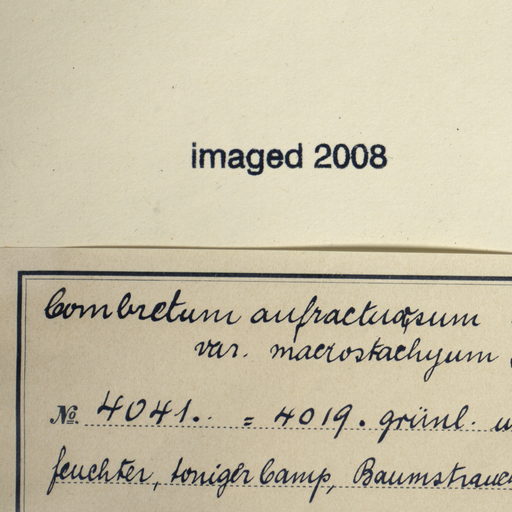 imaged 2008
Combretum anfractuosum
var. macrostachyum
No. 4041. = 4019. grünl.
feuchter, toniger Camp, Baumstrauch